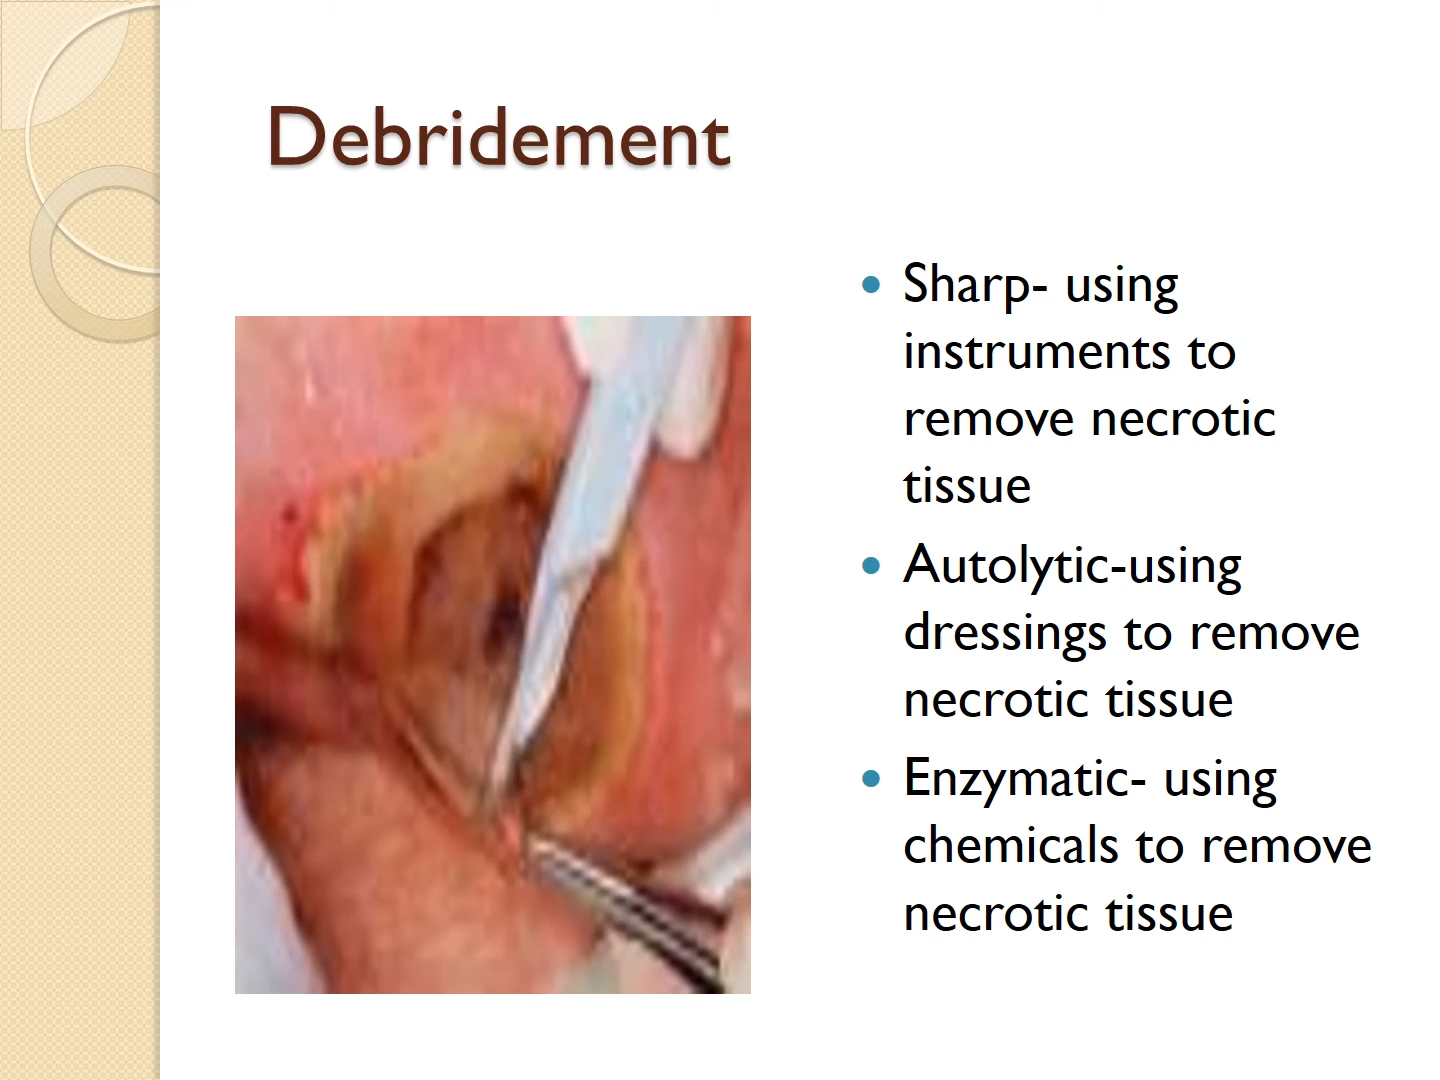 Debridement
Sharp- using
instruments to
remove necrotic
tissue
Autolytic-using
dressings to remove
necrotic tissue
Enzymatic- using
chemicals to remove
necrotic tissue